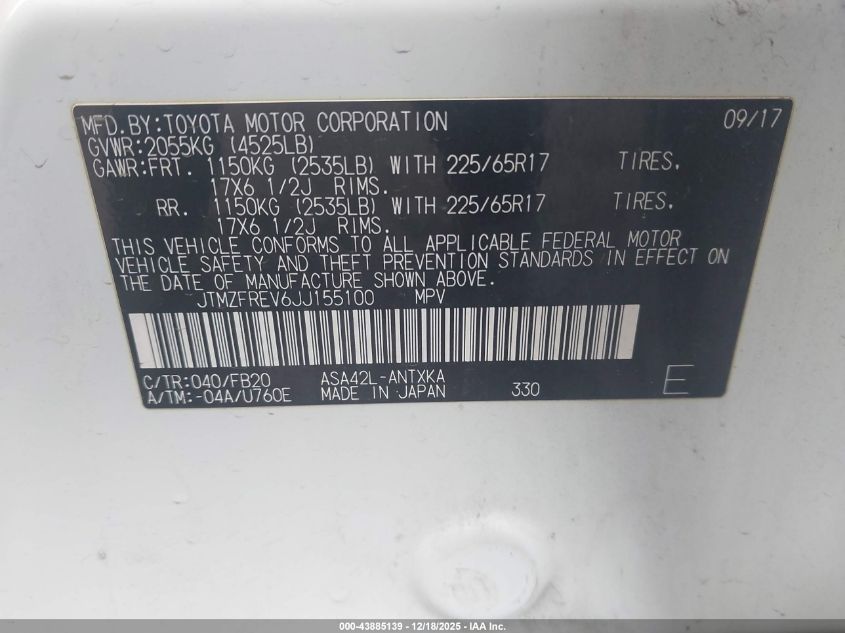 MFD.BY:TOYOTA MOTOR CORPORATION 09/17
GVWR:2055KG (4525LB)
GAWR:FRT. 1150KG (2535LB) WITH 225/65R17 TIRES,
17X6 1/2J RIMS.
RR. 1150KG (2535LB) WITH 225/65R17 TIRES,
17X6 1/2J RIMS.
THIS VEHICLE CONFORMS TO ALL APPLICABLE FEDERAL MOTOR
VEHICLE SAFETY AND THEFT PREVENTION STANDARDS IN EFFECT ON
THE DATE OF MANUFACTURE SHOWN ABOVE.
JTMZFREV6JJ155100 MPV
C/TR:040/FB20 ASA42L-ANTXKA
A/TM:-04A/U760E MADE IN JAPAN 330 E
000-43885139 - 12/18/2025 - IAA Inc.